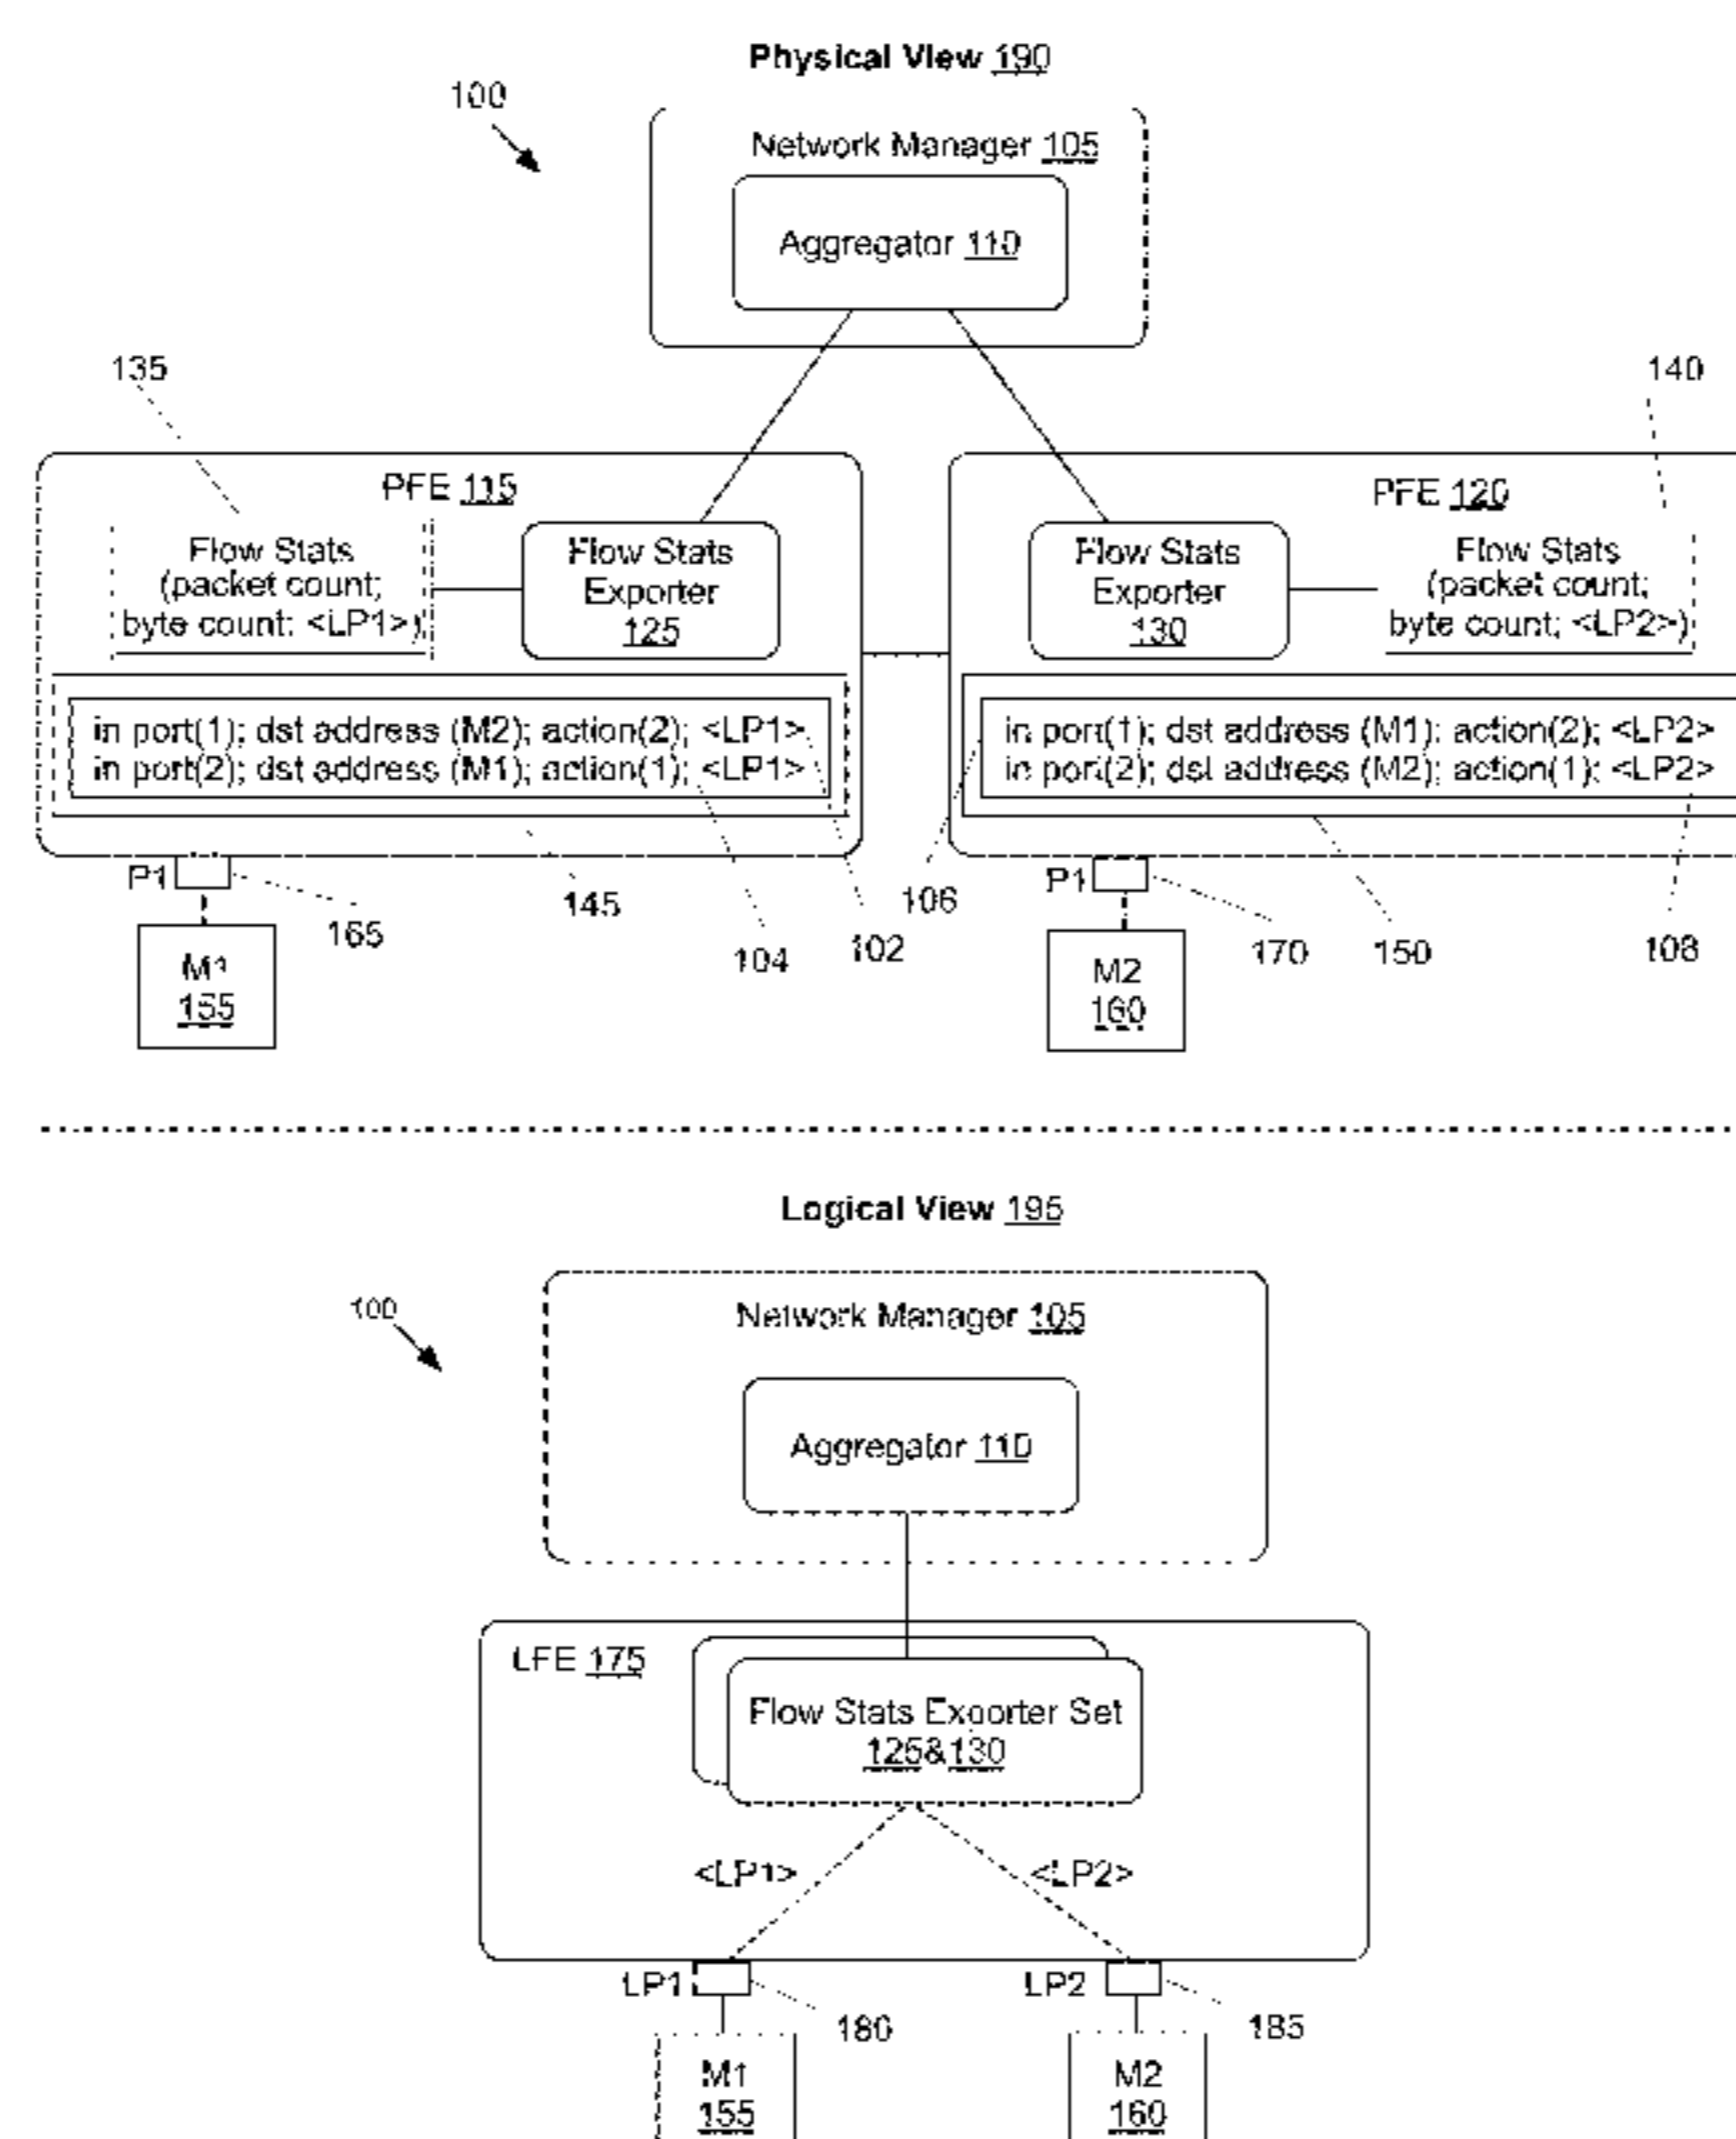 Physical View 190
100
Network Manager 105
Aggregator 110
135
140
PFE 115
PFE 120
Flow Stats
(packet count;
byte count; <LP1>)
Flow Stats
Exporter
125
Flow Stats
Exporter
130
Flow Stats
(packet count;
byte count; <LP2>)
in port(1); dst address (M2); action(2); <LP1>
in port(2); dst address (M1); action(1); <LP1>
in port(1); dst address (M1); action(2); <LP2>
in port(2); dst address (M2); action(1); <LP2>
P1
165
145
104
102
106
P1
170
150
108
M1
155
M2
160
Logical View 195
100
Network Manager 105
Aggregator 110
LFE 175
Flow Stats Exporter Set
125&130
<LP1>
<LP2>
LP1
180
LP2
185
M1
155
M2
160